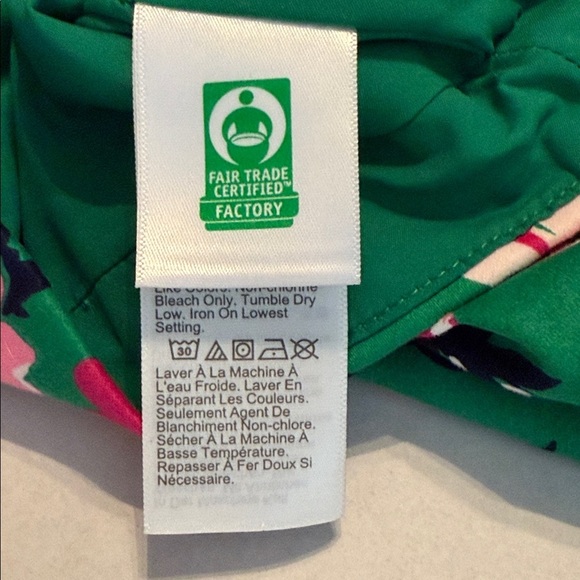 FAIR TRADE
CERTIFIED™
FACTORY
Like Colors. Non-chlorine
Bleach Only. Tumble Dry
Low. Iron On Lowest
Setting.
30
Laver À La Machine À
L'eau Froide. Laver En
Séparant Les Couleurs.
Seulement Agent De
Blanchiment Non-chlore.
Sécher À La Machine À
Basse Température.
Repasser À Fer Doux Si
Nécessaire.